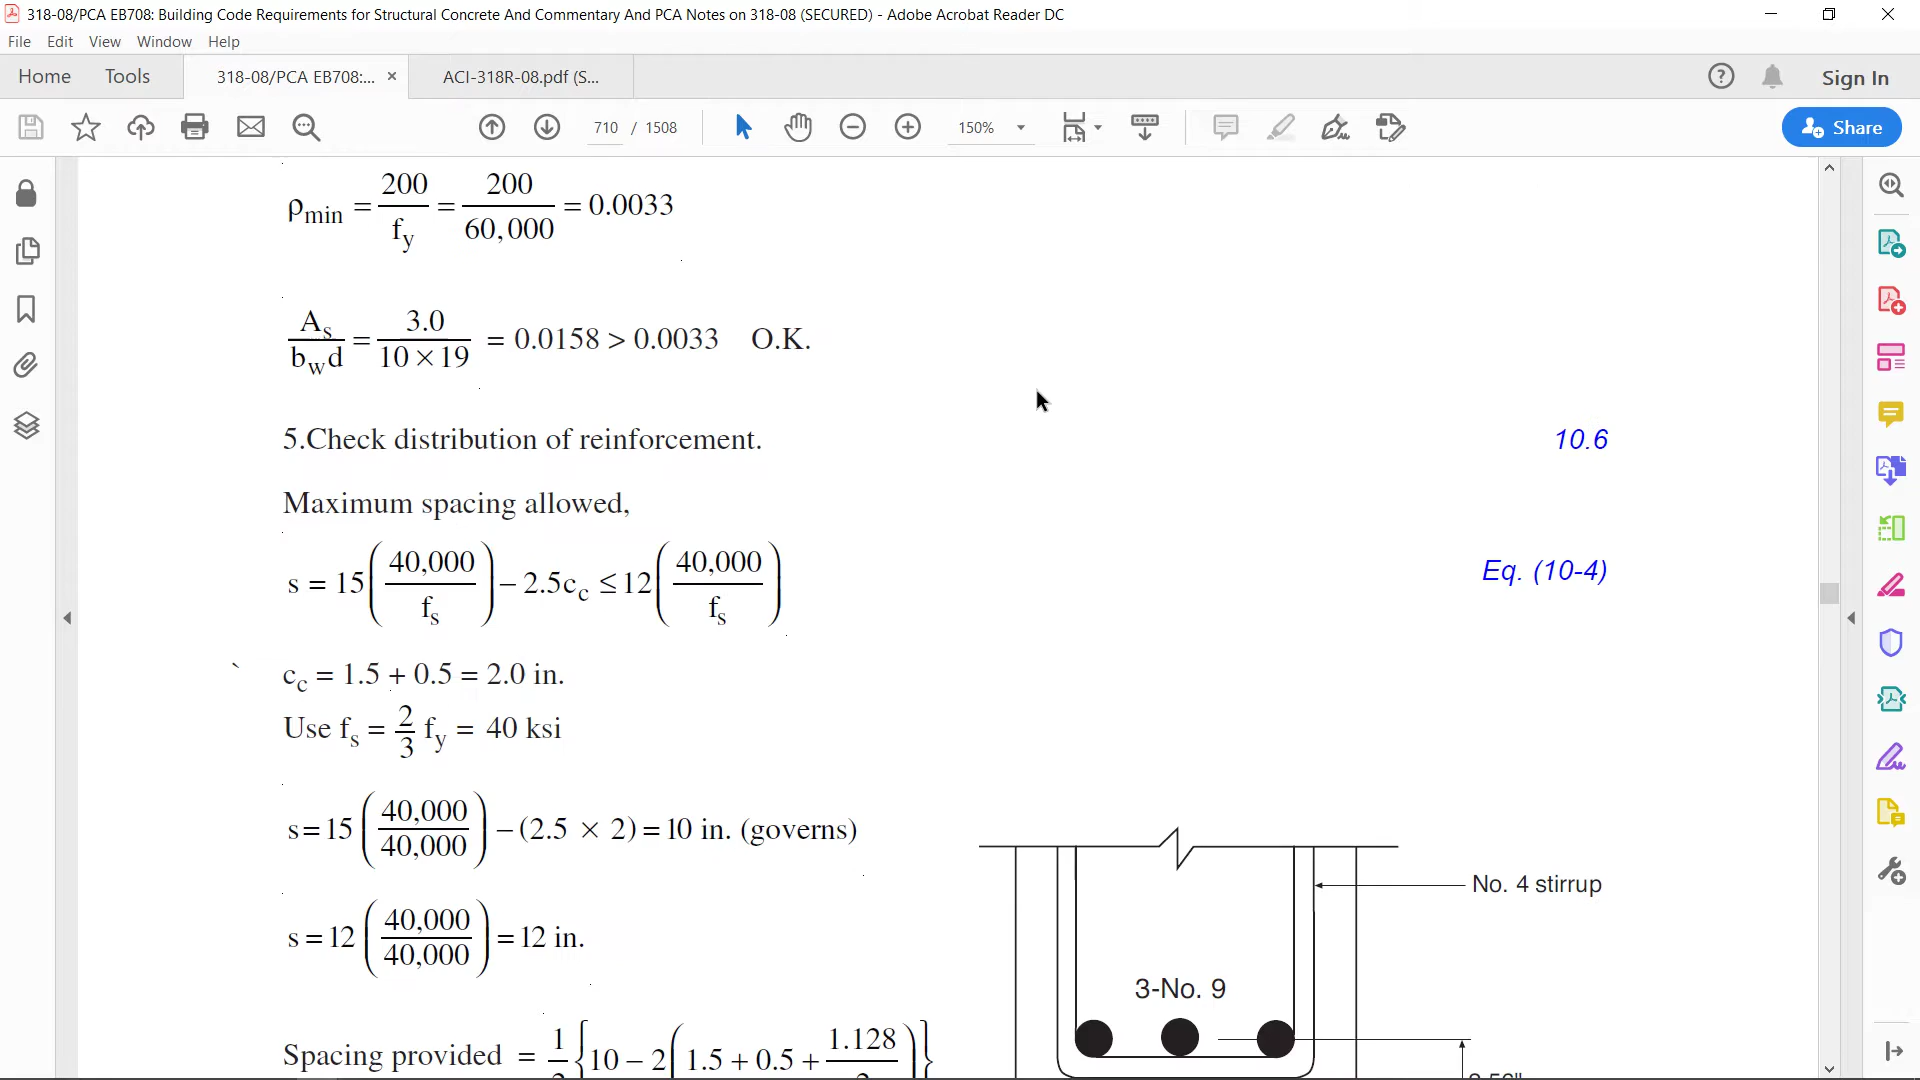 318-08/PCA EB708: Building Code Requirements for Structural Concrete And Commentary And PCA Notes on 318-08 (SECURED) - Adobe Acrobat Reader DC
File Edit View Window Help
Home Tools 318-08/PCA EB708:... × ACI-318R-08.pdf (S... Sign In
710 / 1508 150% Share
ρmin = 200/fy = 200/60,000 = 0.0033
As/bwd = 3.0/10 × 19 = 0.0158 > 0.0033 O.K.
5.Check distribution of reinforcement. 10.6
Maximum spacing allowed,
s = 15(40,000/fs) − 2.5cc ≤ 12(40,000/fs) Eq. (10-4)
` cc = 1.5 + 0.5 = 2.0 in.
Use fs = 2/3 fy = 40 ksi
s = 15 (40,000/40,000) − (2.5 × 2) = 10 in. (governs)
No. 4 stirrup
s = 12 (40,000/40,000) = 12 in.
3-No. 9
Spacing provided = 1/ {10 − 2(1.5 + 0.5 + 1.128/ )}